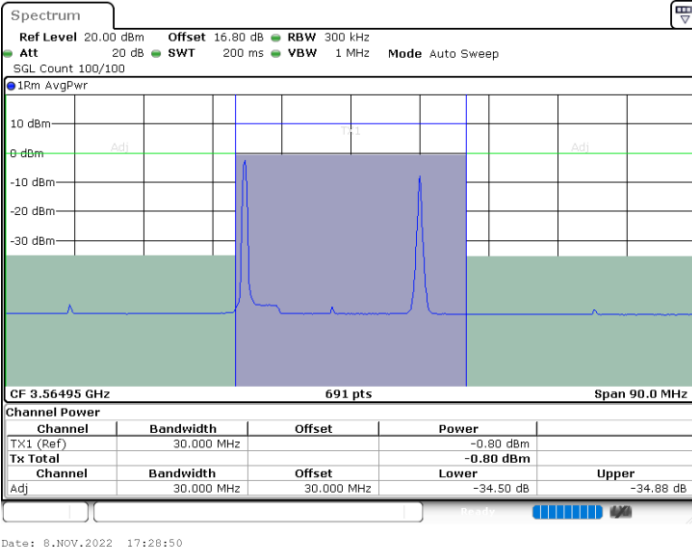 Spectrum
Ref Level 20.00 dBm Offset 16.80 dB RBW 300 kHz
Att 20 dB SWT 200 ms VBW 1 MHz Mode Auto Sweep
SGL Count 100/100
1Rm AvgPwr
10 dBm
TX1
Adj Adj
0 dBm
-10 dBm
-20 dBm
-30 dBm
CF 3.56495 GHz 691 pts Span 90.0 MHz
Channel Power
Channel Bandwidth Offset Power
TX1 (Ref) 30.000 MHz -0.80 dBm
Tx Total -0.80 dBm
Channel Bandwidth Offset Lower Upper
Adj 30.000 MHz 30.000 MHz -34.50 dB -34.88 dB
Ready
Date: 8.NOV.2022 17:28:50